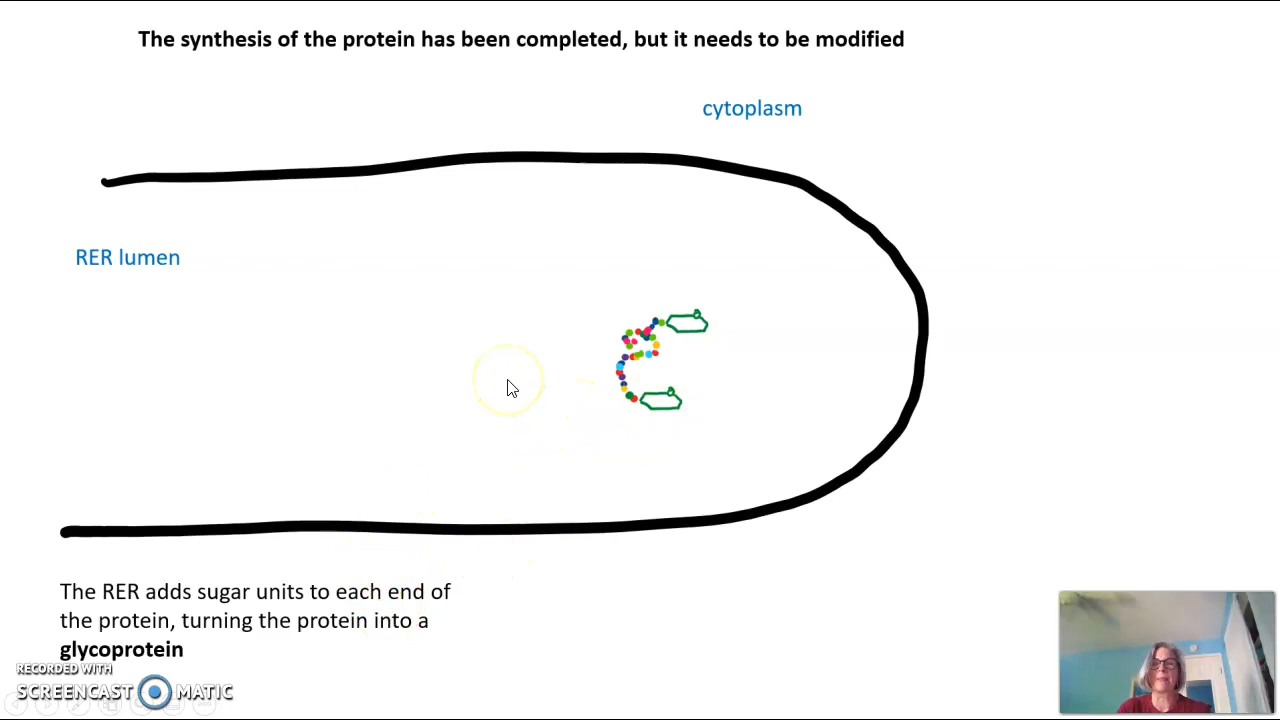 The synthesis of the protein has been completed, but it needs to be modified
cytoplasm
RER lumen
The RER adds sugar units to each end of
the protein, turning the protein into a
glycoprotein
RECORDED WITH
SCREENCAST MATIC